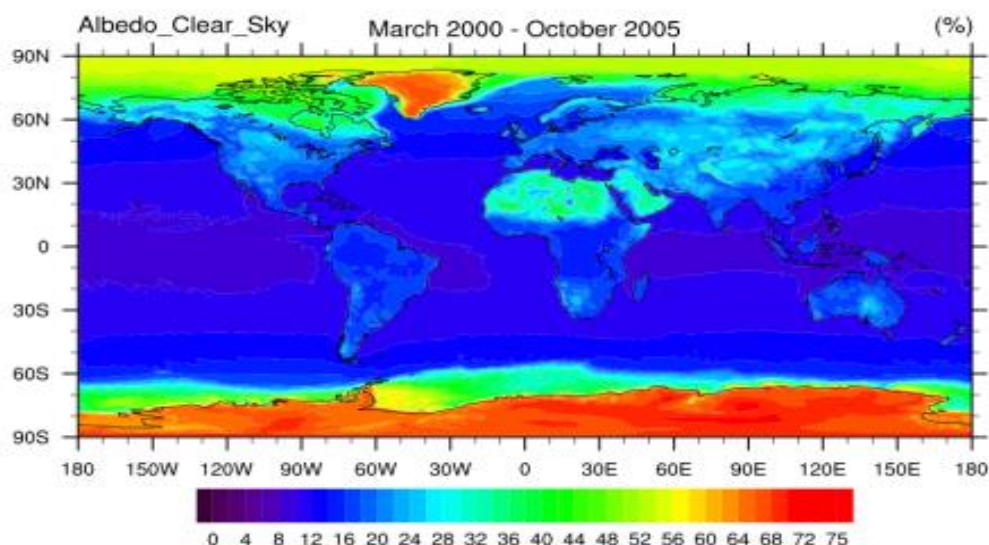 Albedo_Clear_Sky March 2000 - October 2005 (%)
90N
60N
30N
0
30S
60S
90S
180 150W 120W 90W 60W 30W 0 30E 60E 90E 120E 150E 180
0 4 8 12 16 20 24 28 32 36 40 44 48 52 56 60 64 68 72 75